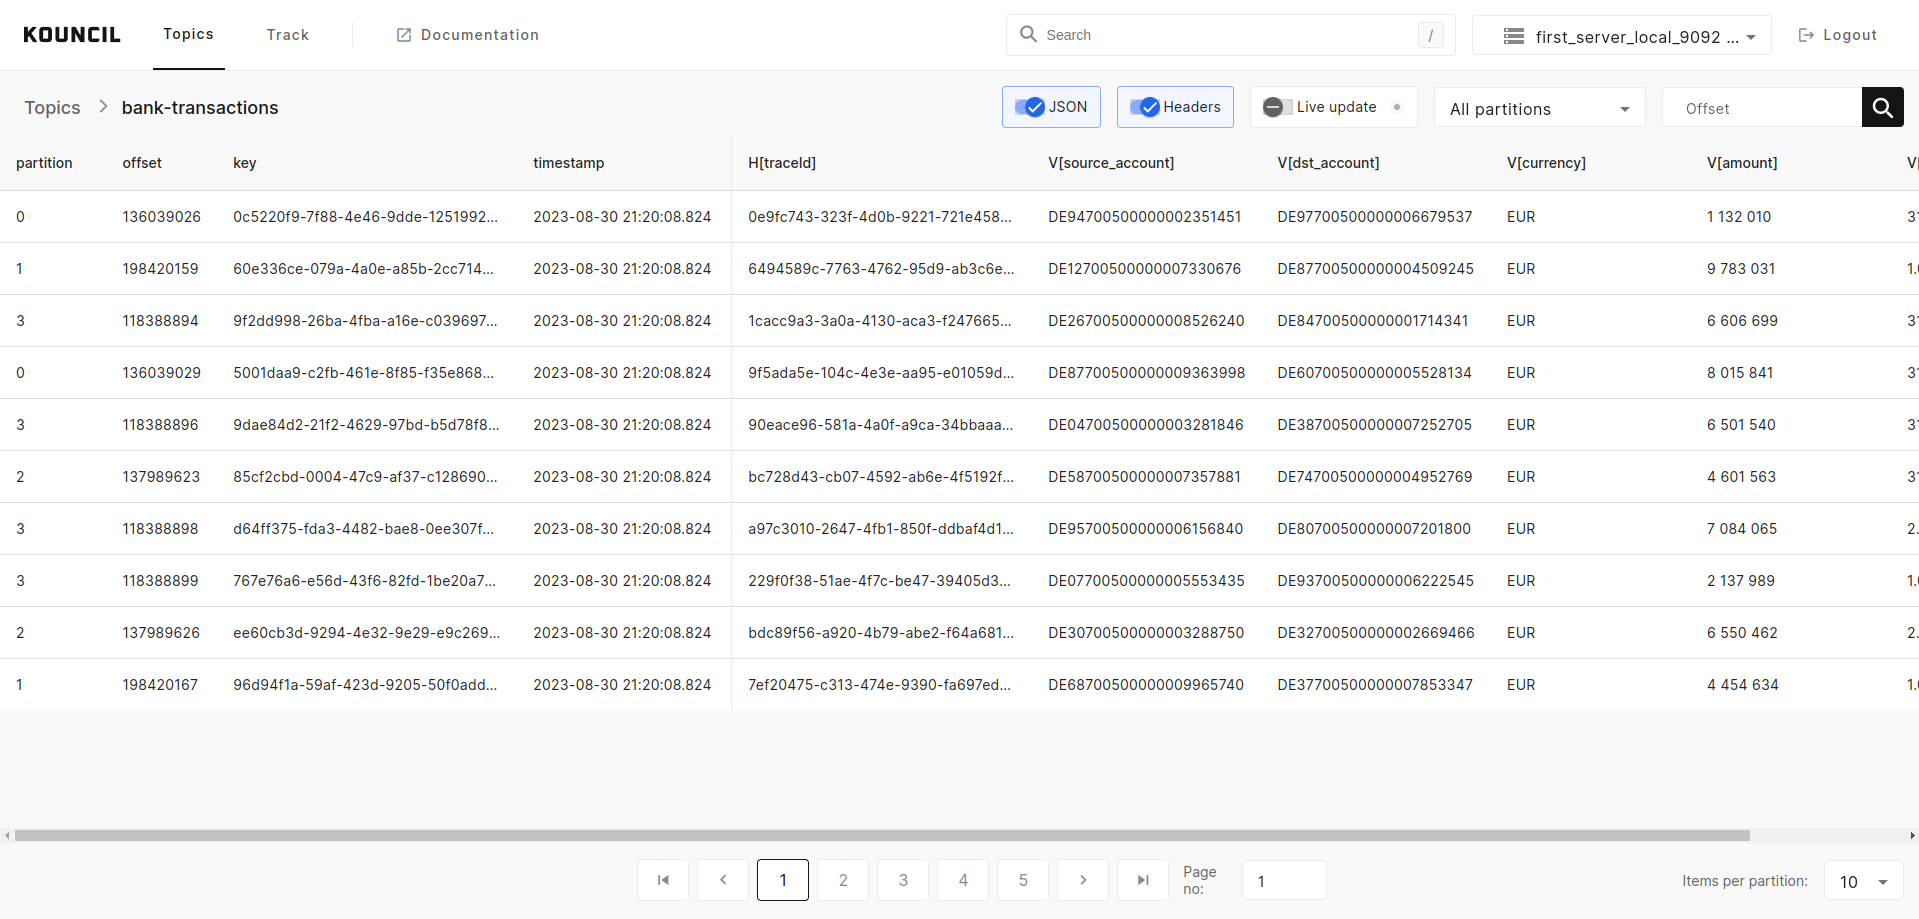 KOUNCIL Topics Track Documentation Search / first_server_local_9092 ... Logout
Topics bank-transactions JSON Headers Live update All partitions Offset
partition offset key timestamp H[traceId] V[source_account] V[dst_account] V[currency] V[amount] V[
0 136039026 0c5220f9-7f88-4e46-9dde-1251992... 2023-08-30 21:20:08.824 0e9fc743-323f-4d0b-9221-721e458... DE94700500000002351451 DE97700500000006679537 EUR 1 132 010 31
1 198420159 60e336ce-079a-4a0e-a85b-2cc714... 2023-08-30 21:20:08.824 6494589c-7763-4762-95d9-ab3c6e... DE12700500000007330676 DE87700500000004509245 EUR 9 783 031 1.
3 118388894 9f2dd998-26ba-4fba-a16e-c039697... 2023-08-30 21:20:08.824 1cacc9a3-3a0a-4130-aca3-f247665... DE26700500000008526240 DE84700500000001714341 EUR 6 606 699 31
0 136039029 5001daa9-c2fb-461e-8f85-f35e868... 2023-08-30 21:20:08.824 9f5ada5e-104c-4e3e-aa95-e01059d... DE87700500000009363998 DE60700500000005528134 EUR 8 015 841 31
3 118388896 9dae84d2-21f2-4629-97bd-b5d78f8... 2023-08-30 21:20:08.824 90eace96-581a-4a0f-a9ca-34bbaaa... DE04700500000003281846 DE38700500000007252705 EUR 6 501 540 31
2 137989623 85cf2cbd-0004-47c9-af37-c128690... 2023-08-30 21:20:08.824 bc728d43-cb07-4592-ab6e-4f5192f... DE58700500000007357881 DE74700500000004952769 EUR 4 601 563 31
3 118388898 d64ff375-fda3-4482-bae8-0ee307f... 2023-08-30 21:20:08.824 a97c3010-2647-4fb1-850f-ddbaf4d1... DE95700500000006156840 DE80700500000007201800 EUR 7 084 065 2.
3 118388899 767e76a6-e56d-43f6-82fd-1be20a7... 2023-08-30 21:20:08.824 229f0f38-51ae-4f7c-be47-39405d3... DE07700500000005553435 DE93700500000006222545 EUR 2 137 989 1.
2 137989626 ee60cb3d-9294-4e32-9e29-e9c269... 2023-08-30 21:20:08.824 bdc89f56-a920-4b79-abe2-f64a681... DE30700500000003288750 DE32700500000002669466 EUR 6 550 462 2.
1 198420167 96d94f1a-59af-423d-9205-50f0add... 2023-08-30 21:20:08.824 7ef20475-c313-474e-9390-fa697ed... DE68700500000009965740 DE37700500000007853347 EUR 4 454 634 1.
1 2 3 4 5 Page no: 1 Items per partition: 10